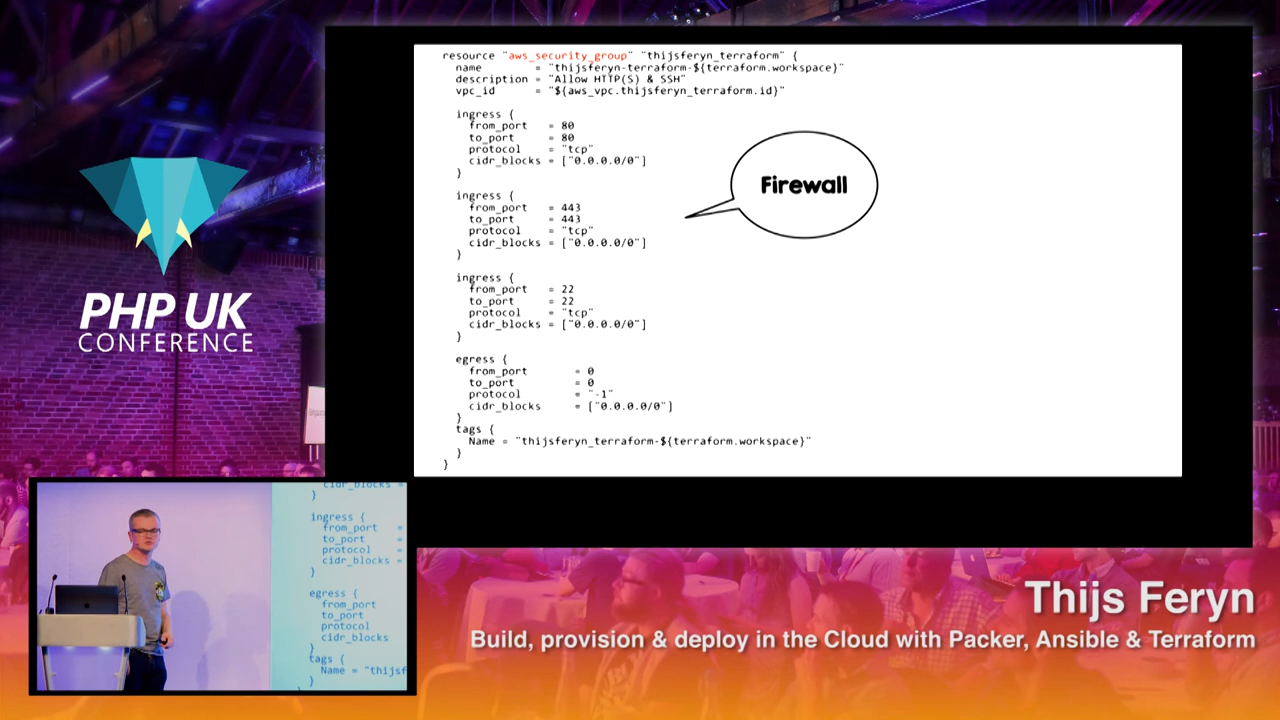 resource "aws_security_group" "thijsferyn_terraform" {
name = "thijsferyn-terraform-${terraform.workspace}"
description = "Allow HTTP(S) & SSH"
vpc_id = "${aws_vpc.thijsferyn_terraform.id}"
ingress {
from_port = 80
to_port = 80
protocol = "tcp"
cidr_blocks = ["0.0.0.0/0"]
}
ingress {
from_port = 443
to_port = 443
protocol = "tcp"
cidr_blocks = ["0.0.0.0/0"]
}
ingress {
from_port = 22
to_port = 22
protocol = "tcp"
cidr_blocks = ["0.0.0.0/0"]
}
egress {
from_port = 0
to_port = 0
protocol = "-1"
cidr_blocks = ["0.0.0.0/0"]
}
tags {
Name = "thijsferyn_terraform-${terraform.workspace}"
}
}
Firewall
PHP UK
CONFERENCE
cidr_blocks =
}
ingress {
from_port =
to_port =
protocol =
cidr_blocks =
}
egress {
from_port
to_port
protocol
cidr_blocks
}
tags {
Name = "thijsf
}
Thijs Feryn
Build, provision & deploy in the Cloud with Packer, Ansible & Terraform